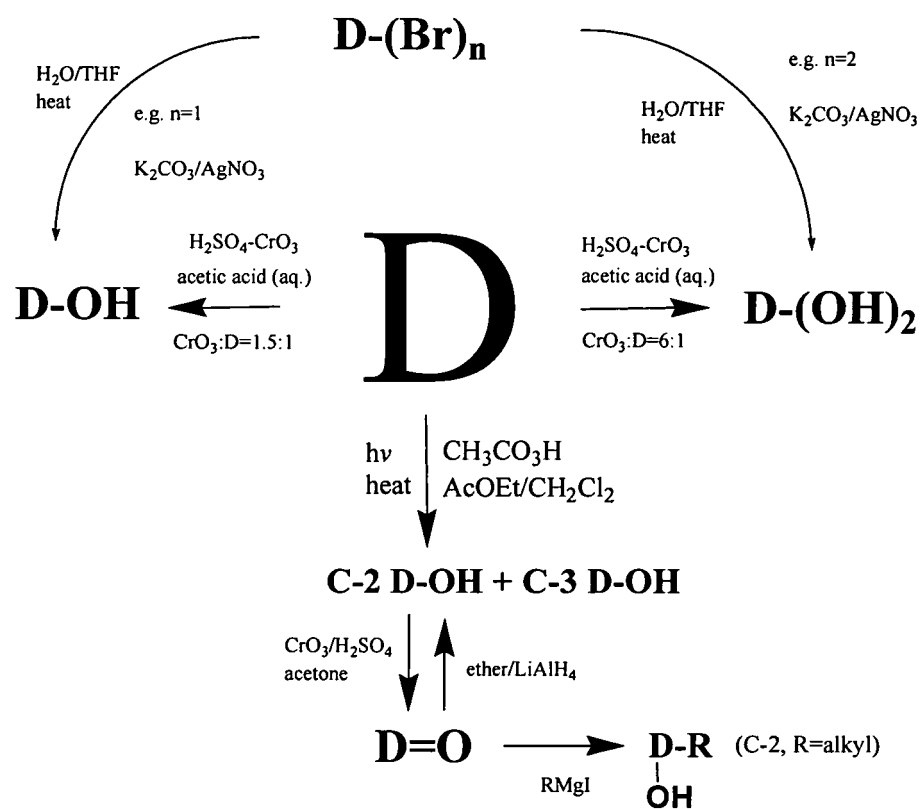 D-(Br)n
H2O/THF
heat
e.g. n=1
K2CO3/AgNO3
e.g. n=2
H2O/THF
heat
K2CO3/AgNO3
D-OH
H2SO4-CrO3
acetic acid (aq.)
CrO3:D=1.5:1
D
H2SO4-CrO3
acetic acid (aq.)
CrO3:D=6:1
D-(OH)2
hν
heat
CH3CO3H
AcOEt/CH2Cl2
C-2 D-OH + C-3 D-OH
CrO3/H2SO4
acetone
ether/LiAlH4
D=O
RMgI
D-R (C-2, R=alkyl)
OH